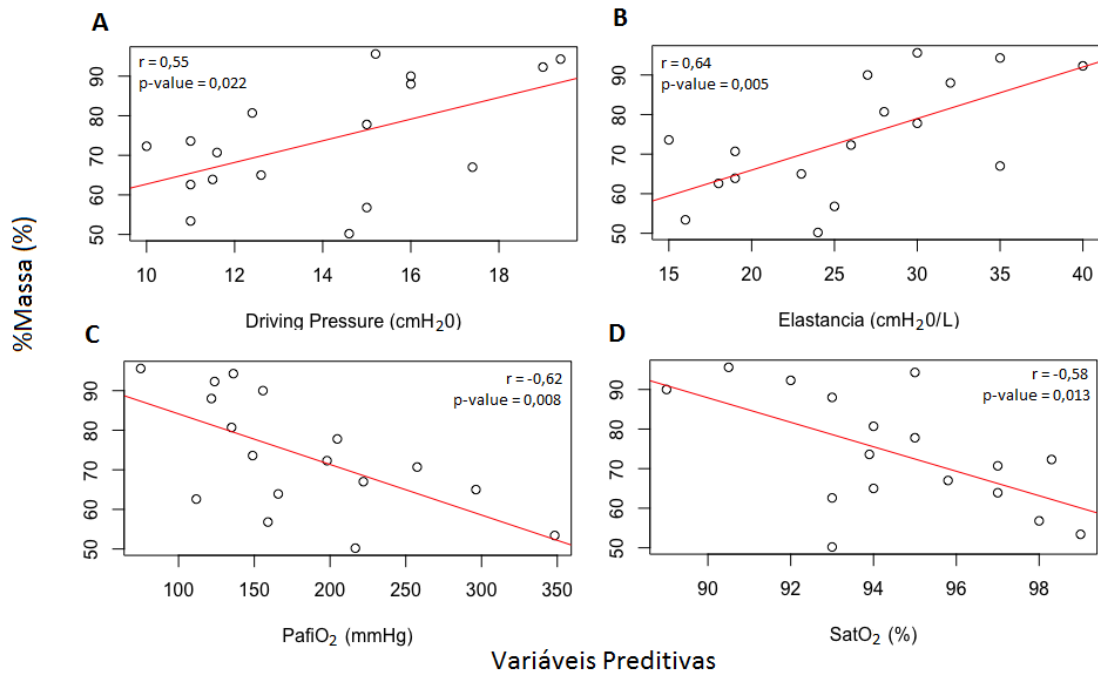 A
r = 0,55
p-value = 0,022
50 60 70 80 90
10 12 14 16 18
Driving Pressure (cmH₂0)
B
r = 0,64
p-value = 0,005
50 60 70 80 90
15 20 25 30 35 40
Elastancia (cmH₂0/L)
%Massa (%)
C
r = -0,62
p-value = 0,008
50 60 70 80 90
100 150 200 250 300 350
PafiO₂ (mmHg)
D
r = -0,58
p-value = 0,013
50 60 70 80 90
90 92 94 96 98
SatO₂ (%)
Variáveis Preditivas